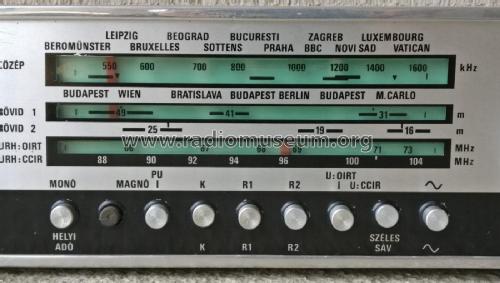 LEIPZIG BEOGRAD BUCURESTI ZAGREB LUXEMBOURG
BEROMÜNSTER BRUXELLES SOTTENS PRAHA BBC NOVI SAD VATICAN
KÖZÉP 550 600 700 800 1000 1200 1400 1600 kHz
BUDAPEST WIEN BRATISLAVA BUDAPEST BERLIN BUDAPEST M.CARLO
RÖVID 1 49 41 31 m
RÖVID 2 25 19 16 m
www.radiomuseum.org
URH: OIRT 66 67 68 69 71 73 MHz
URH: CCIR 88 90 92 94 96 100 104 MHz
MONÓ MAGNÓ PU I K R1 R2 U: OIRT I U: CCIR
HELYI ADÓ K R1 R2 SZÉLES SÁV